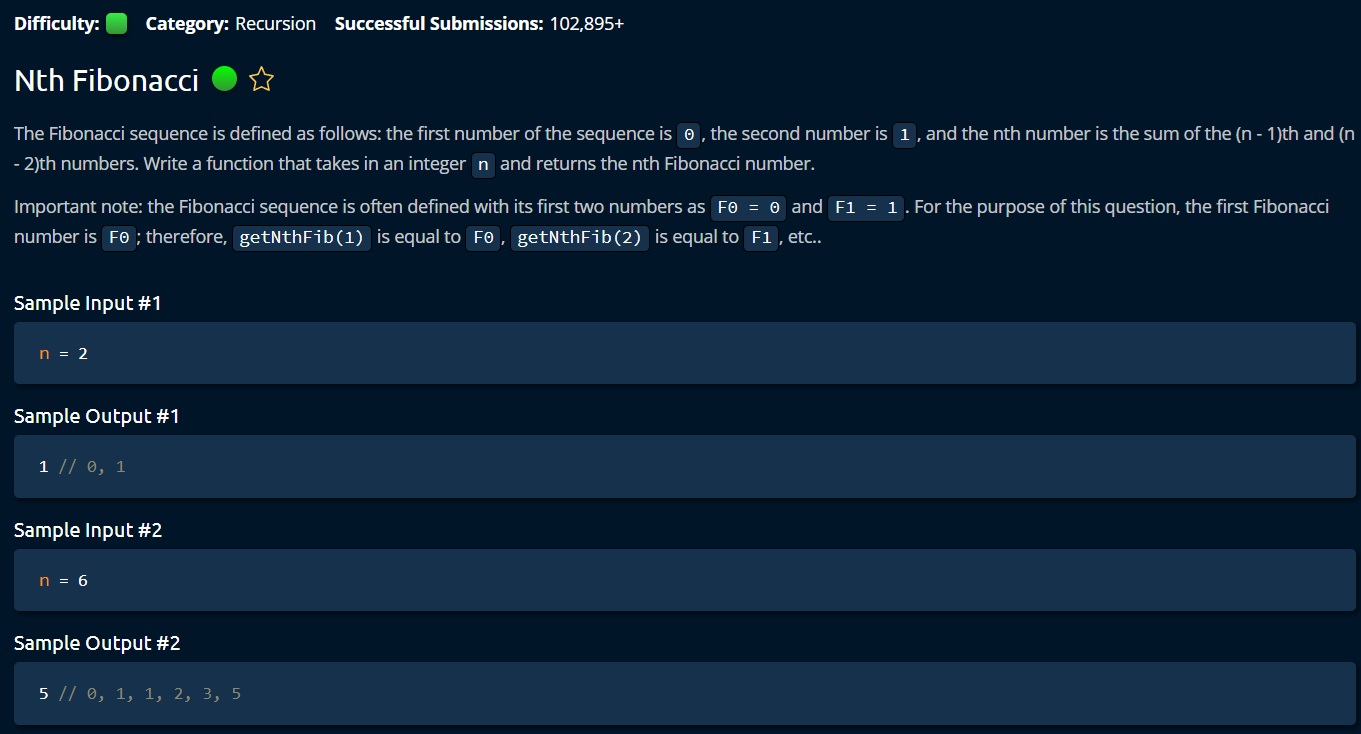 Difficulty: Category: Recursion Successful Submissions: 102,895+
Nth Fibonacci
The Fibonacci sequence is defined as follows: the first number of the sequence is 0, the second number is 1, and the nth number is the sum of the (n - 1)th and (n
- 2)th numbers. Write a function that takes in an integer n and returns the nth Fibonacci number.
Important note: the Fibonacci sequence is often defined with its first two numbers as F0 = 0 and F1 = 1. For the purpose of this question, the first Fibonacci
number is F0; therefore, getNthFib(1) is equal to F0, getNthFib(2) is equal to F1, etc..
Sample Input #1
n = 2
Sample Output #1
1 // 0, 1
Sample Input #2
n = 6
Sample Output #2
5 // 0, 1, 1, 2, 3, 5